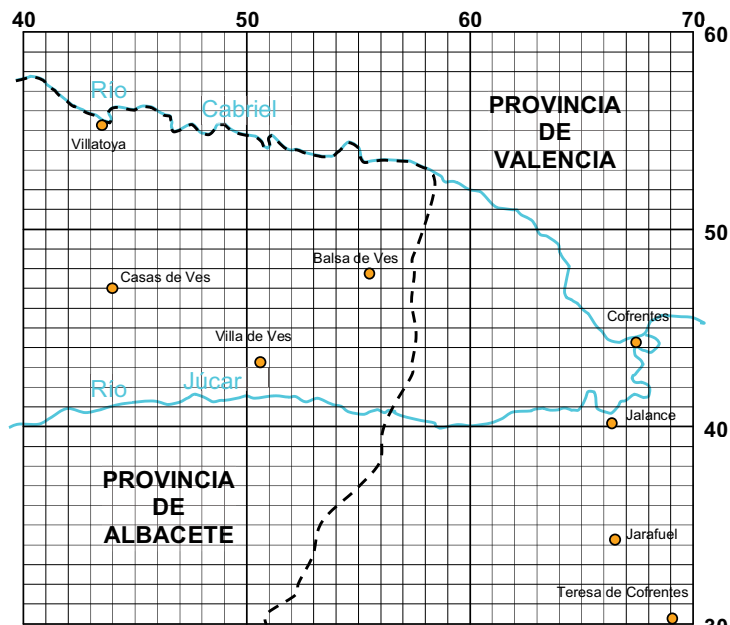 40 50 60 70
60
Río
Cabriel
PROVINCIA
DE
VALENCIA
Villatoya
50
Balsa de Ves
Casas de Ves
Cofrentes
Villa de Ves
Río Júcar
Jalance
40
PROVINCIA
DE
ALBACETE
Jarafuel
Teresa de Cofrentes
30